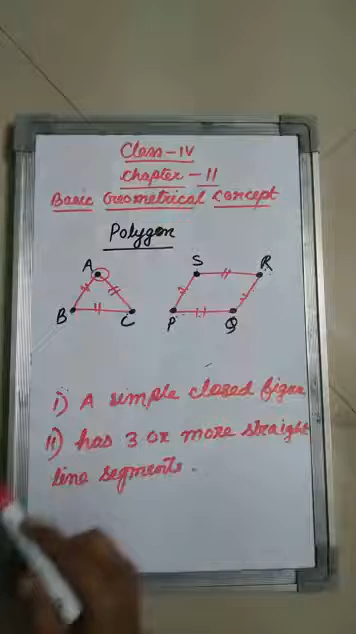 Class-IV
chapter-11
Basic Geometrical concept
Polygon
A
B C
S R
P Q
i) A simple closed figure
ii) has 3 or more straight
line segments.